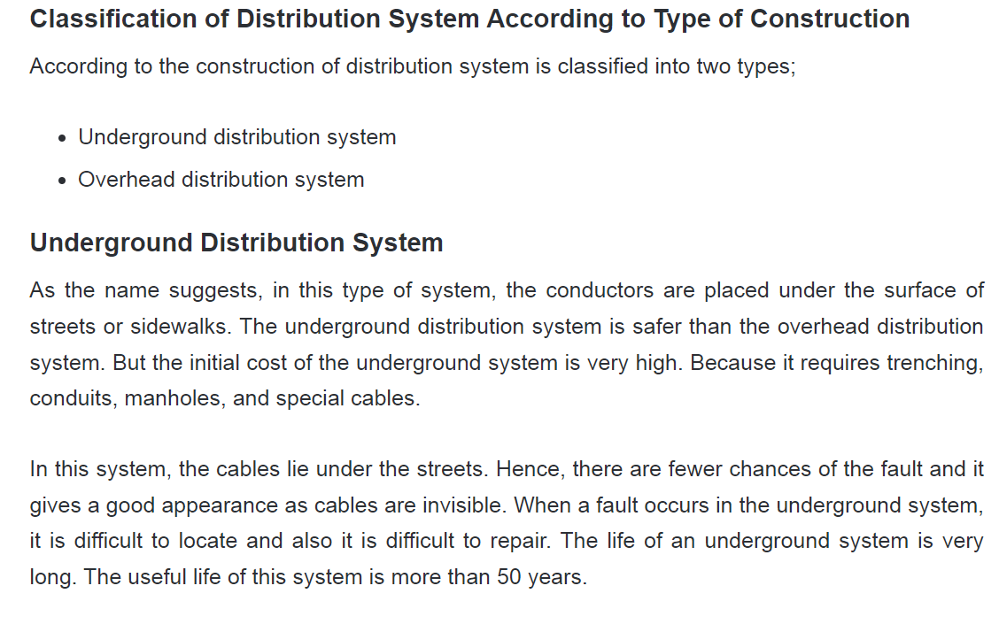 Classification of Distribution System According to Type of Construction
According to the construction of distribution system is classified into two types;
• Underground distribution system
• Overhead distribution system
Underground Distribution System
As the name suggests, in this type of system, the conductors are placed under the surface of
streets or sidewalks. The underground distribution system is safer than the overhead distribution
system. But the initial cost of the underground system is very high. Because it requires trenching,
conduits, manholes, and special cables.
In this system, the cables lie under the streets. Hence, there are fewer chances of the fault and it
gives a good appearance as cables are invisible. When a fault occurs in the underground system,
it is difficult to locate and also it is difficult to repair. The life of an underground system is very
long. The useful life of this system is more than 50 years.